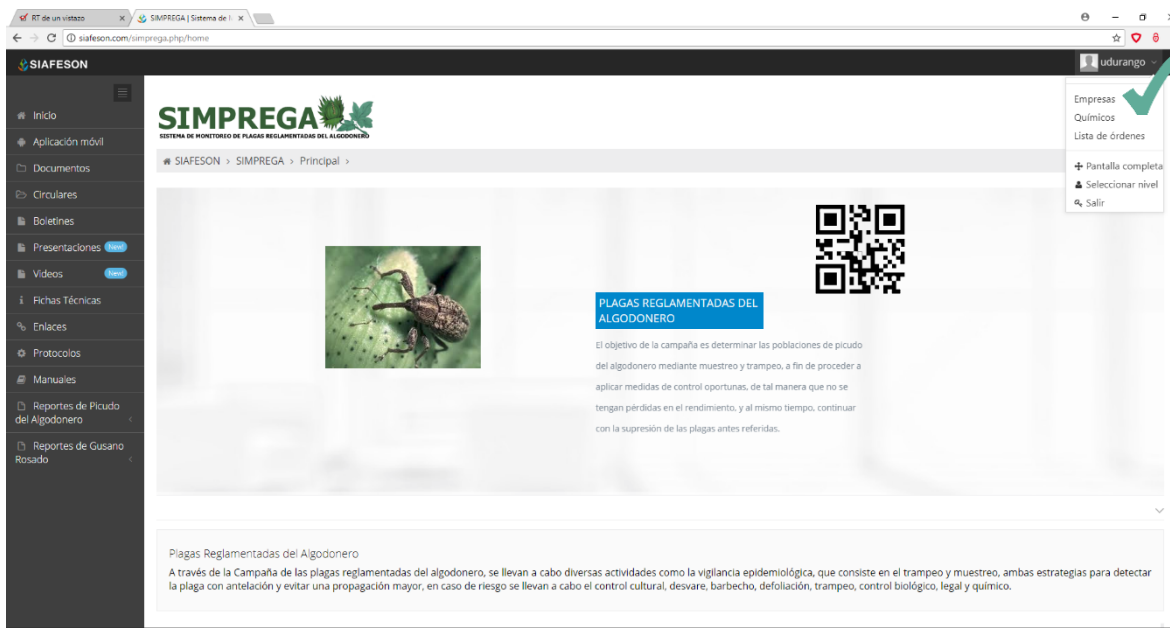 RT de un vistazo
SIMPREGA | Sistema de
siafeson.com/simprega.php/home
SIAFESON
udurango
Empresas
Químicos
Lista de órdenes
Pantalla completa
Seleccionar nivel
Salir
Inicio
Aplicación móvil
Documentos
Circulares
Boletines
Presentaciones New!
Videos New!
Fichas Técnicas
Enlaces
Protocolos
Manuales
Reportes de Picudo
del Algodonero
Reportes de Gusano
Rosado
SIMPREGA
SISTEMA DE MONITOREO DE PLAGAS REGLAMENTADAS DEL ALGODONERO
SIAFESON > SIMPREGA > Principal >
PLAGAS REGLAMENTADAS DEL
ALGODONERO
El objetivo de la campaña es determinar las poblaciones de picudo
del algodonero mediante muestreo y trampeo, a fin de proceder a
aplicar medidas de control oportunas, de tal manera que no se
tengan pérdidas en el rendimiento, y al mismo tiempo, continuar
con la supresión de las plagas antes referidas.
Plagas Reglamentadas del Algodonero
A través de la Campaña de las plagas reglamentadas del algodonero, se llevan a cabo diversas actividades como la vigilancia epidemiológica, que consiste en el trampeo y muestreo, ambas estrategias para detectar
la plaga con antelación y evitar una propagación mayor, en caso de riesgo se llevan a cabo el control cultural, desvare, barbecho, defoliación, trampeo, control biológico, legal y químico.